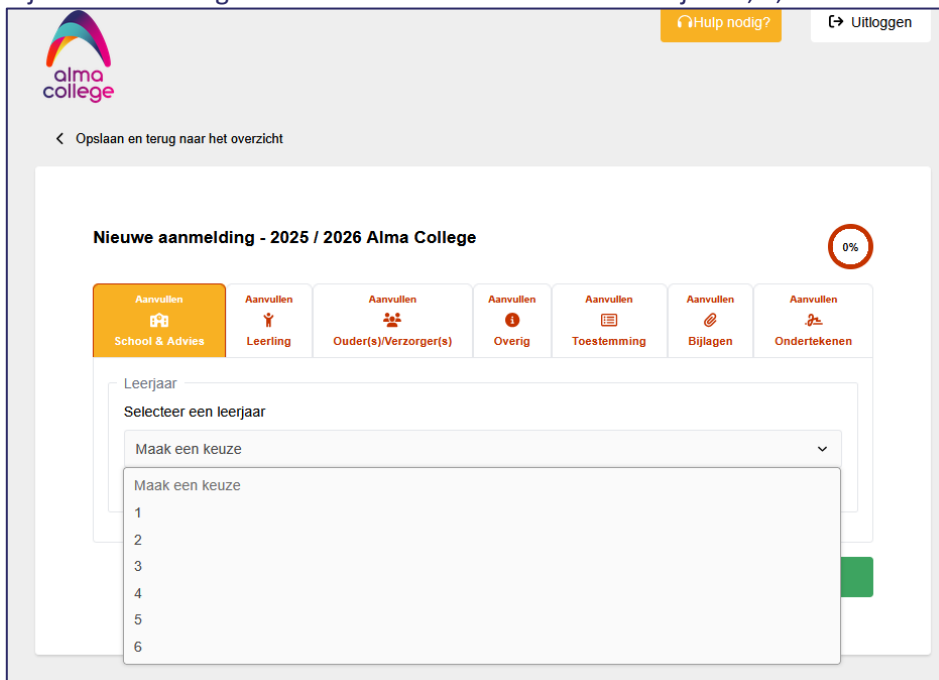 Hulp nodig?
Uitloggen
alma
college
Opslaan en terug naar het overzicht
Nieuwe aanmelding - 2025 / 2026 Alma College
0%
Aanvullen Aanvullen Aanvullen Aanvullen Aanvullen Aanvullen Aanvullen
School & Advies Leerling Ouder(s)/Verzorger(s) Overig Toestemming Bijlagen Ondertekenen
Leerjaar
Selecteer een leerjaar
Maak een keuze
Maak een keuze
1
2
3
4
5
6